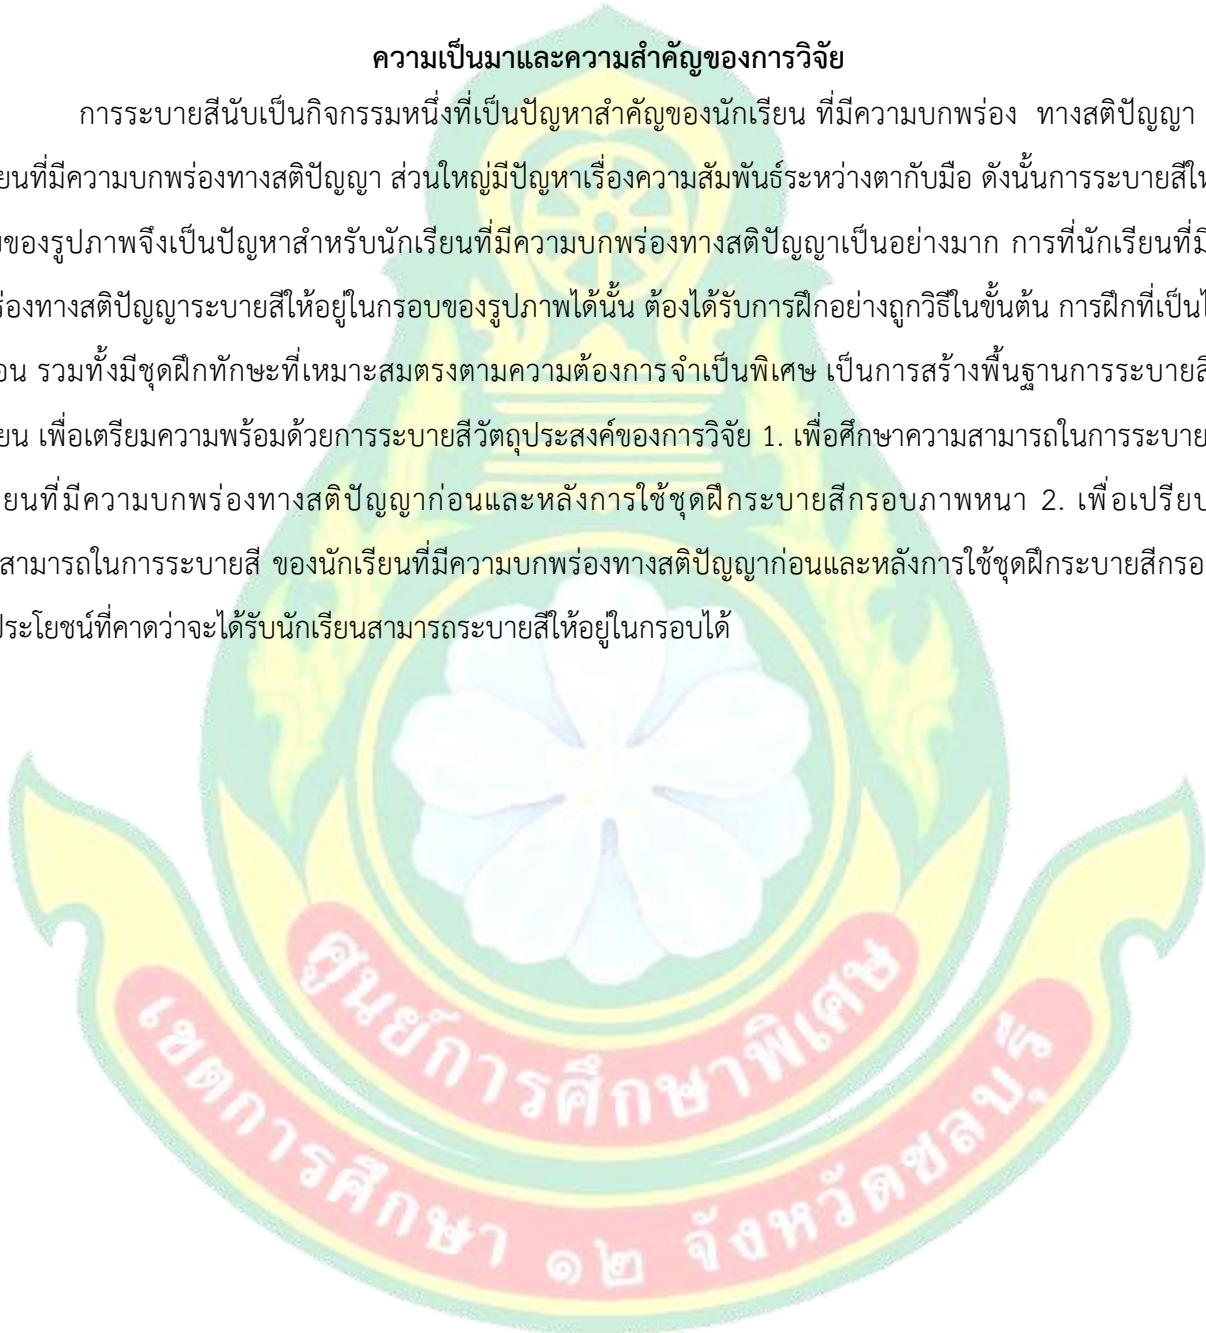 ความเป็นมาและความสำคัญของการวิจัย
การระบายสีนับเป็นกิจกรรมหนึ่งที่เป็นปัญหาสำคัญของนักเรียน ที่มีความบกพร่อง ทางสติปัญญา
ยนที่มีความบกพร่องทางสติปัญญา ส่วนใหญ่มีปัญหาเรื่องความสัมพันธ์ระหว่างตากับมือ ดังนั้นการระบายสีให
ของรูปภาพจึงเป็นปัญหาสำหรับนักเรียนที่มีความบกพร่องทางสติปัญญาเป็นอย่างมาก การที่นักเรียนที่มี
ร่องทางสติปัญญาระบายสีให้อยู่ในกรอบของรูปภาพได้นั้น ต้องได้รับการฝึกอย่างถูกวิธีในขั้นต้น การฝึกที่เป็นไ
อน รวมทั้งมีชุดฝึกทักษะที่เหมาะสมตรงตามความต้องการจำเป็นพิเศษ เป็นการสร้างพื้นฐานการระบายสี
ยน เพื่อเตรียมความพร้อมด้วยการระบายสีวัตถุประสงค์ของการวิจัย 1. เพื่อศึกษาความสามารถในการระบาย
ยนที่มีความบกพร่องทางสติปัญญาก่อนและหลังการใช้ชุดฝึกระบายสีกรอบภาพหนา 2. เพื่อเปรียบ
สามารถในการระบายสี ของนักเรียนที่มีความบกพร่องทางสติปัญญาก่อนและหลังการใช้ชุดฝึกระบายสีกรอ
ประโยชน์ที่คาดว่าจะได้รับนักเรียนสามารถระบายสีให้อยู่ในกรอบได้
ศูนย์การศึกษาพิเศษ
เขตการศึกษา ๑๒ จังหวัดชลบุรี